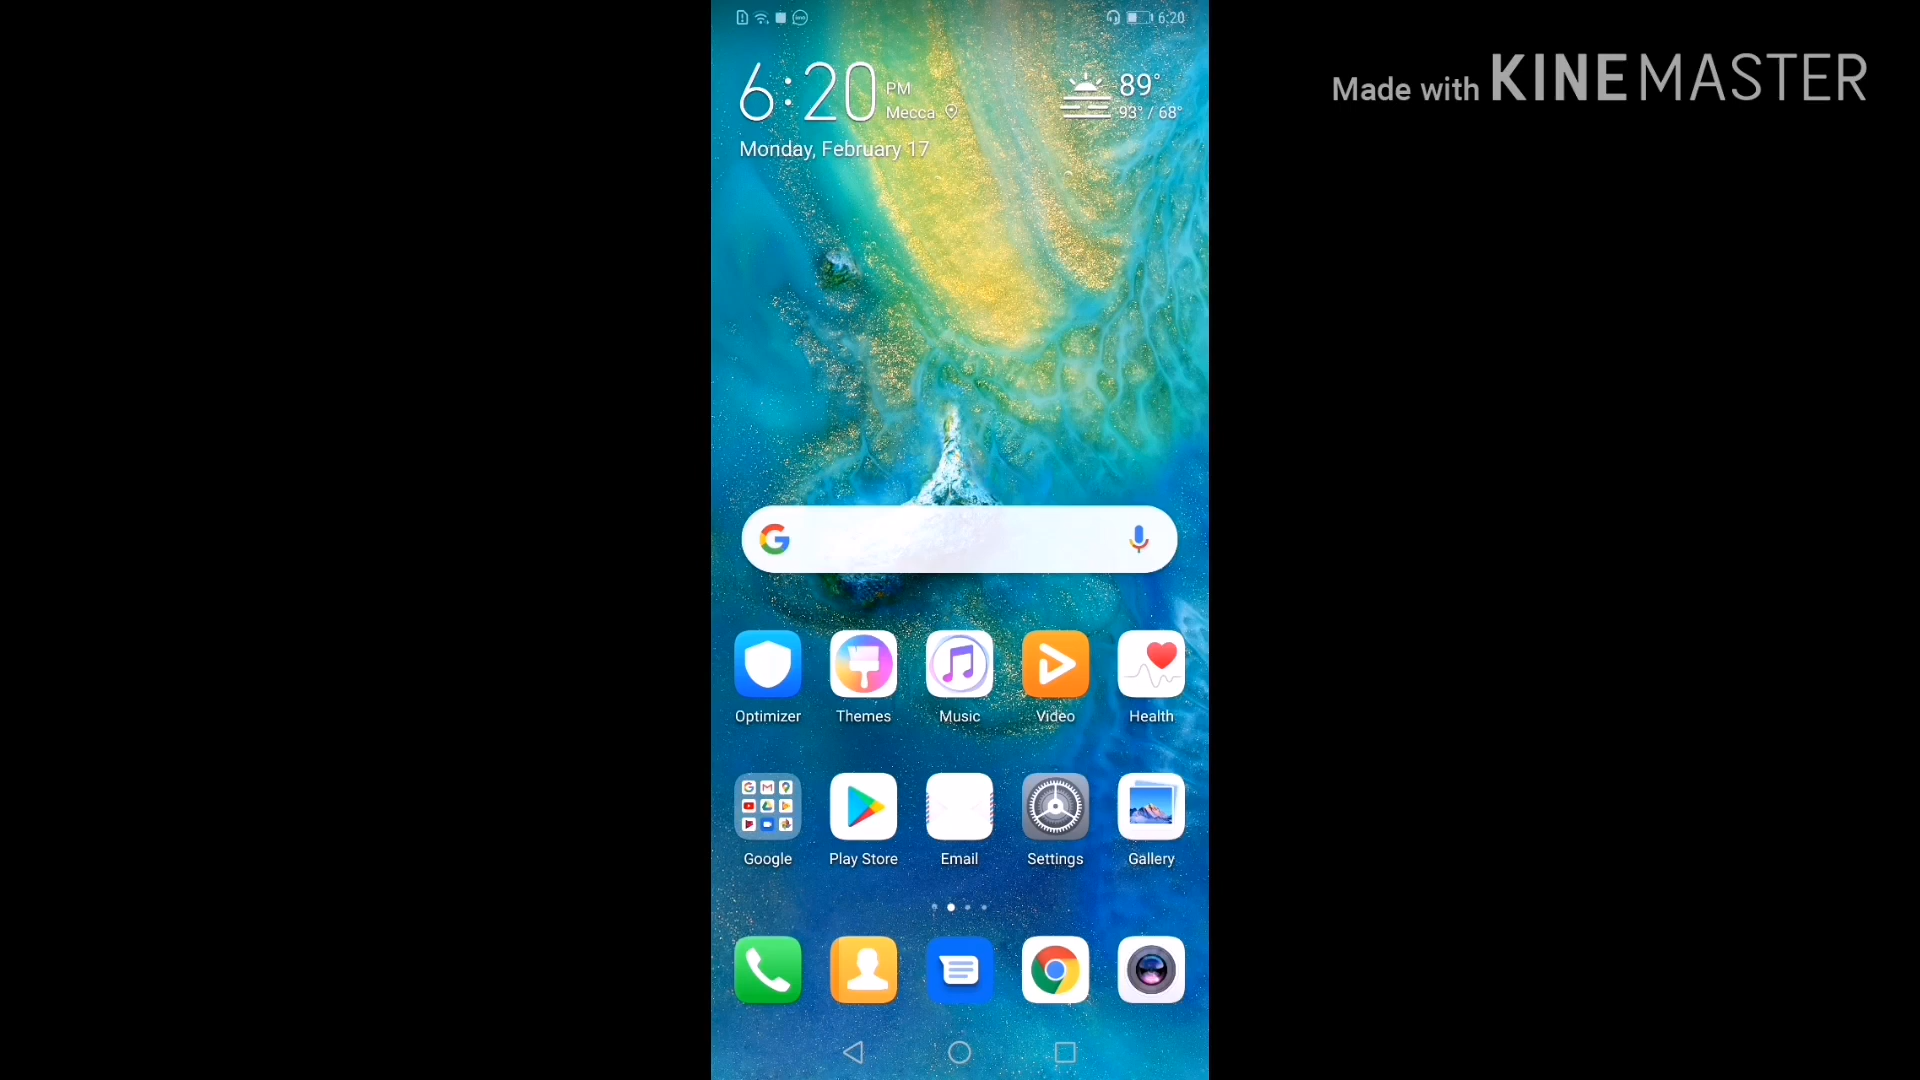 6:20
Made with KINEMASTER
6:20 PM
Mecca
89°
93° / 68°
Monday, February 17
Optimizer
Themes
Music
Video
Health
Google
Play Store
Email
Settings
Gallery